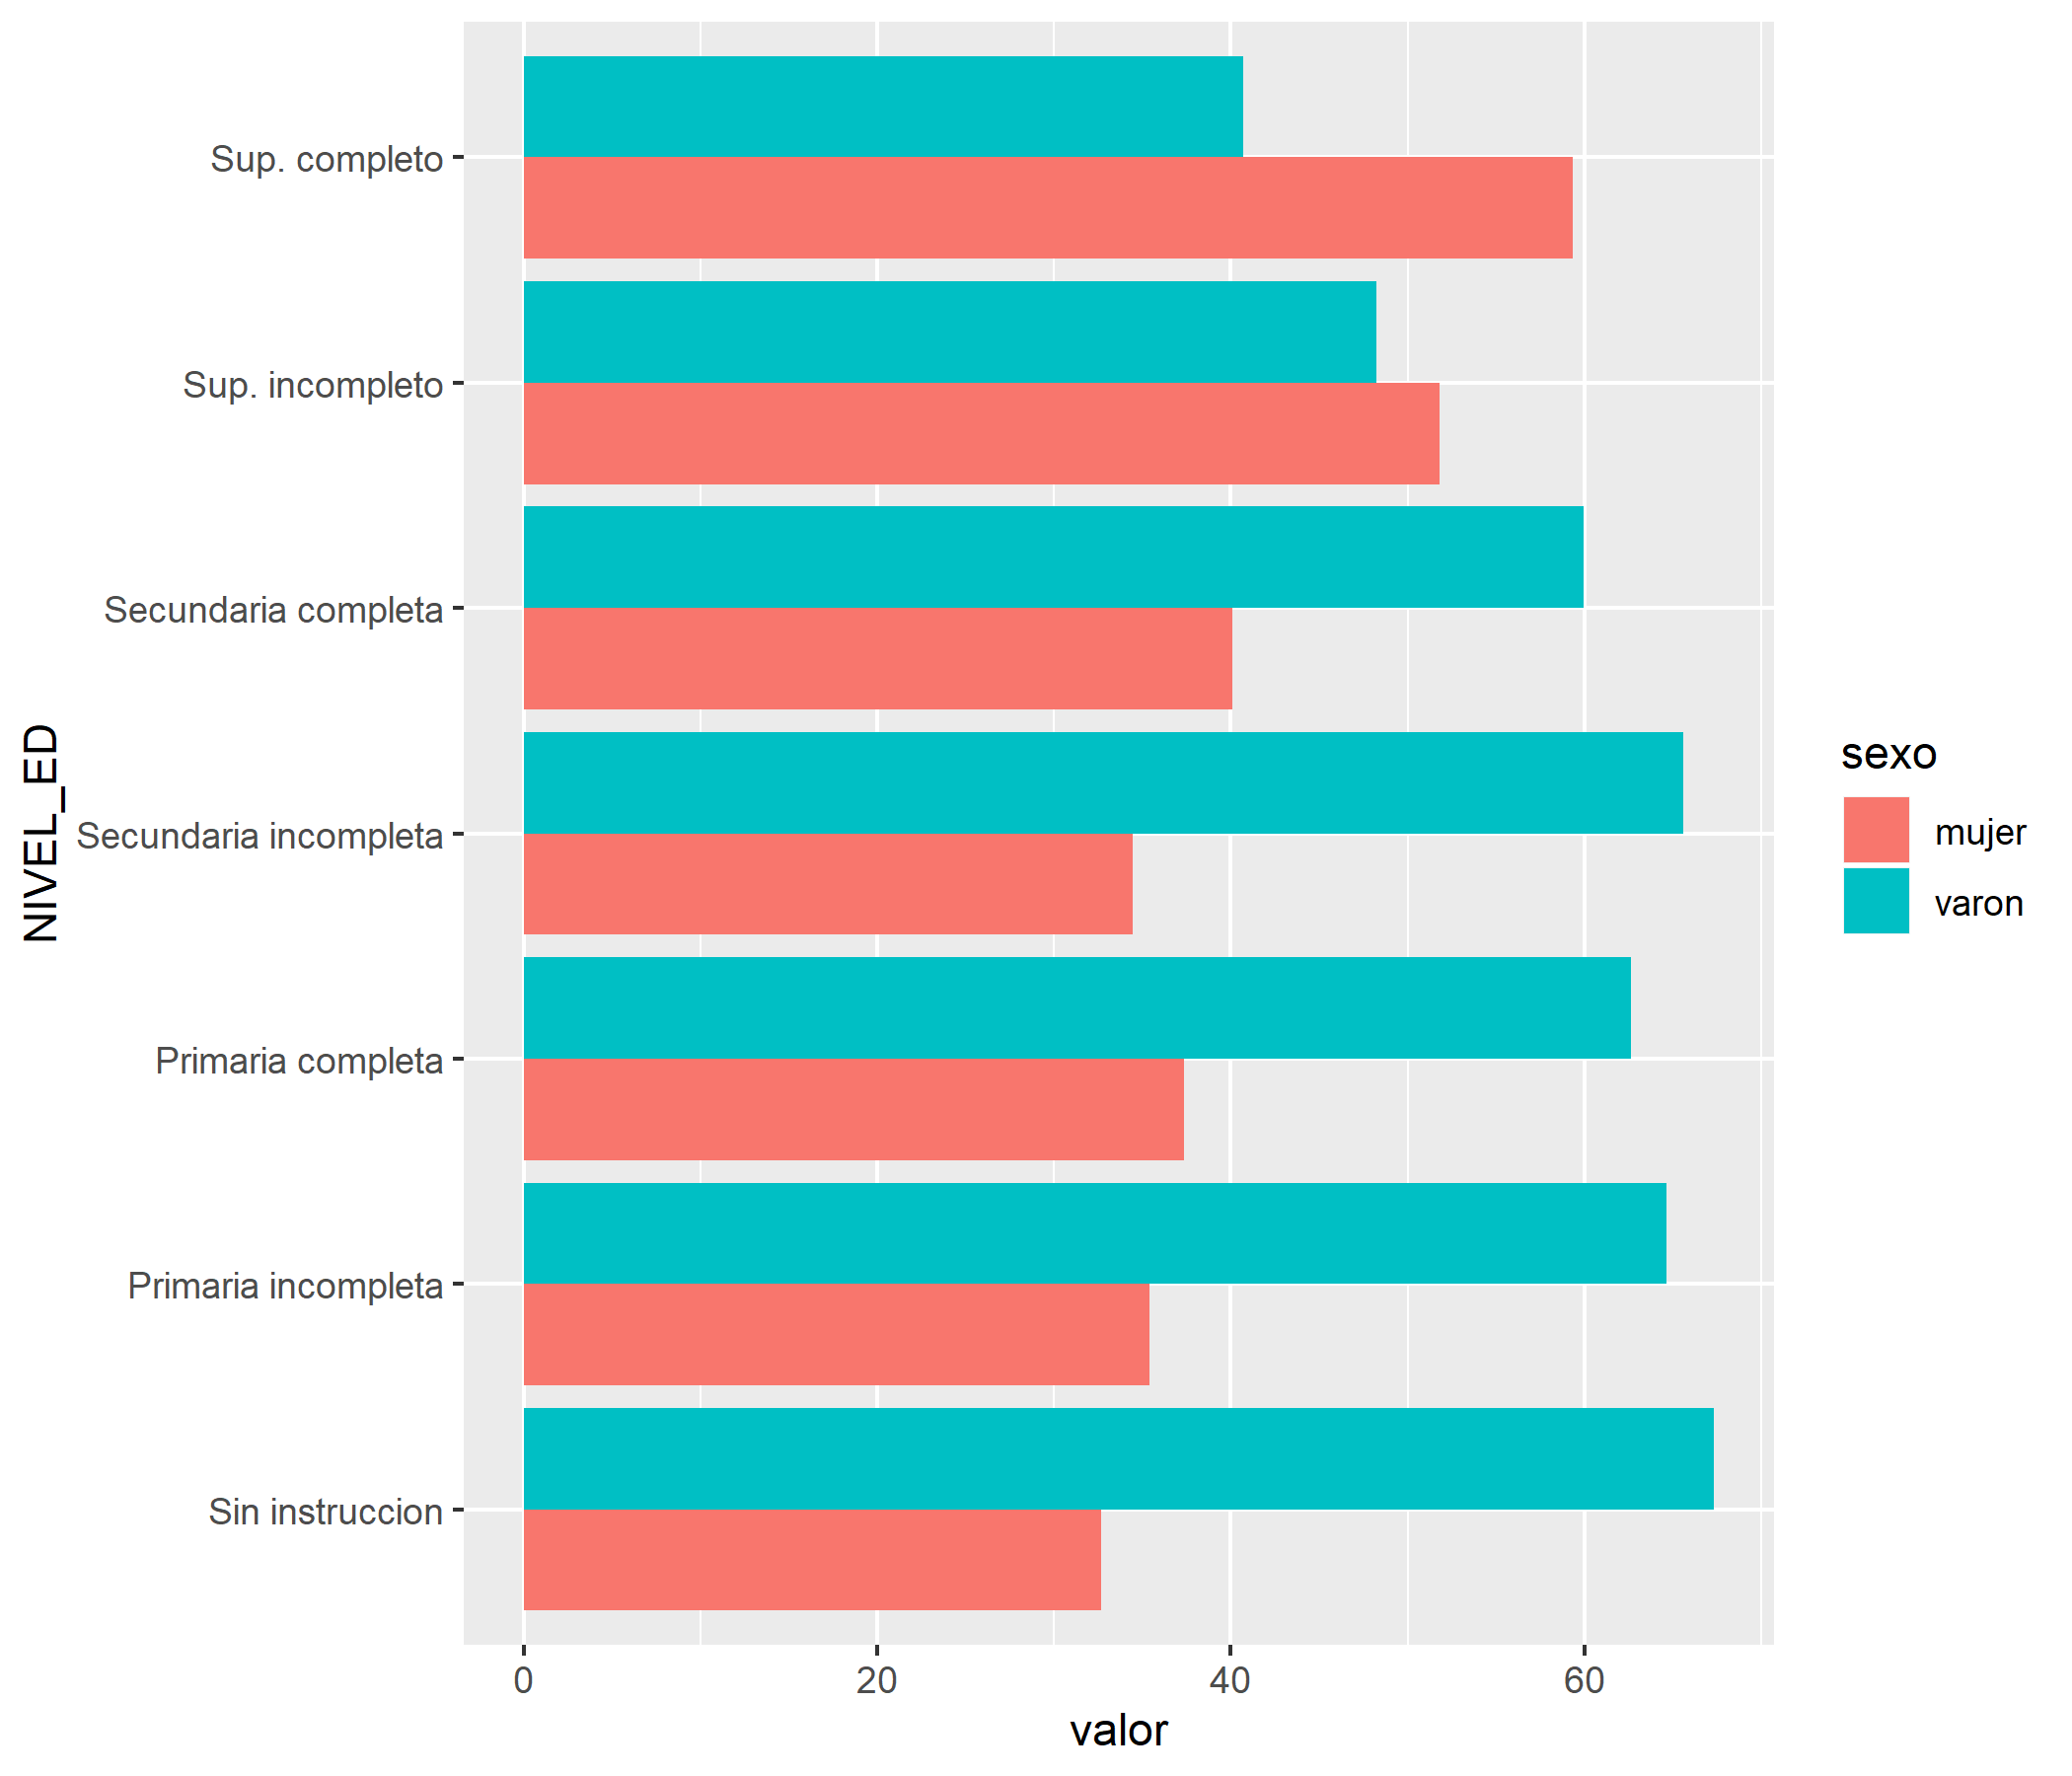 Sup. completo
Sup. incompleto
Secundaria completa
Secundaria incompleta
Primaria completa
Primaria incompleta
Sin instruccion
NIVEL_ED
0 20 40 60
valor
sexo
mujer
varon